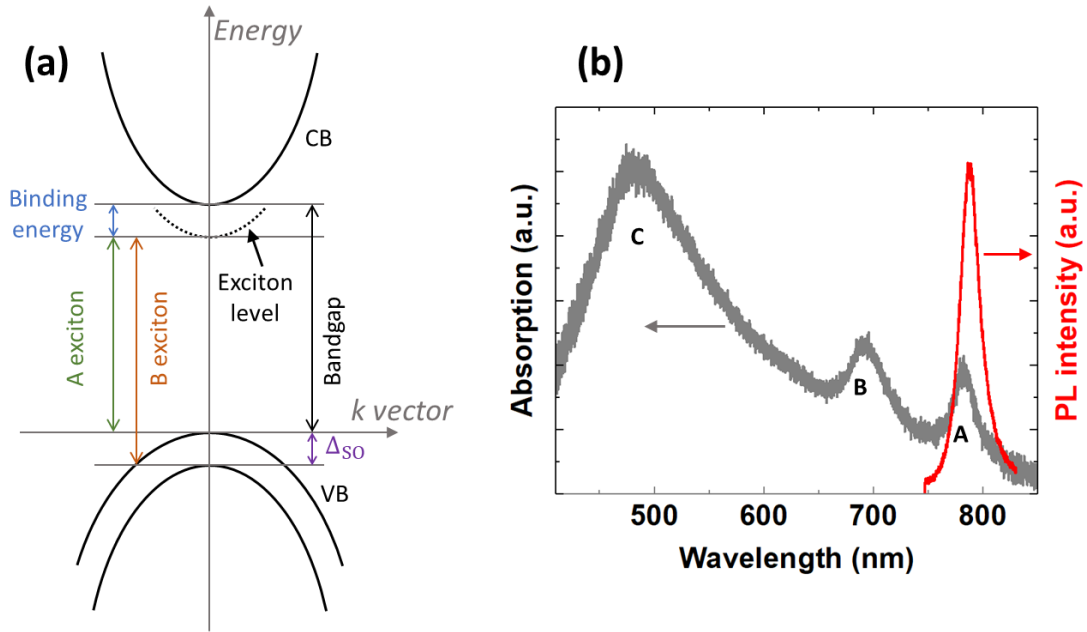 (a)
Energy
CB
Binding
energy
Exciton
level
A exciton
B exciton
Bandgap
k vector
ΔSO
VB
(b)
Absorption (a.u.)
PL intensity (a.u.)
C
B
A
500
600
700
800
Wavelength (nm)